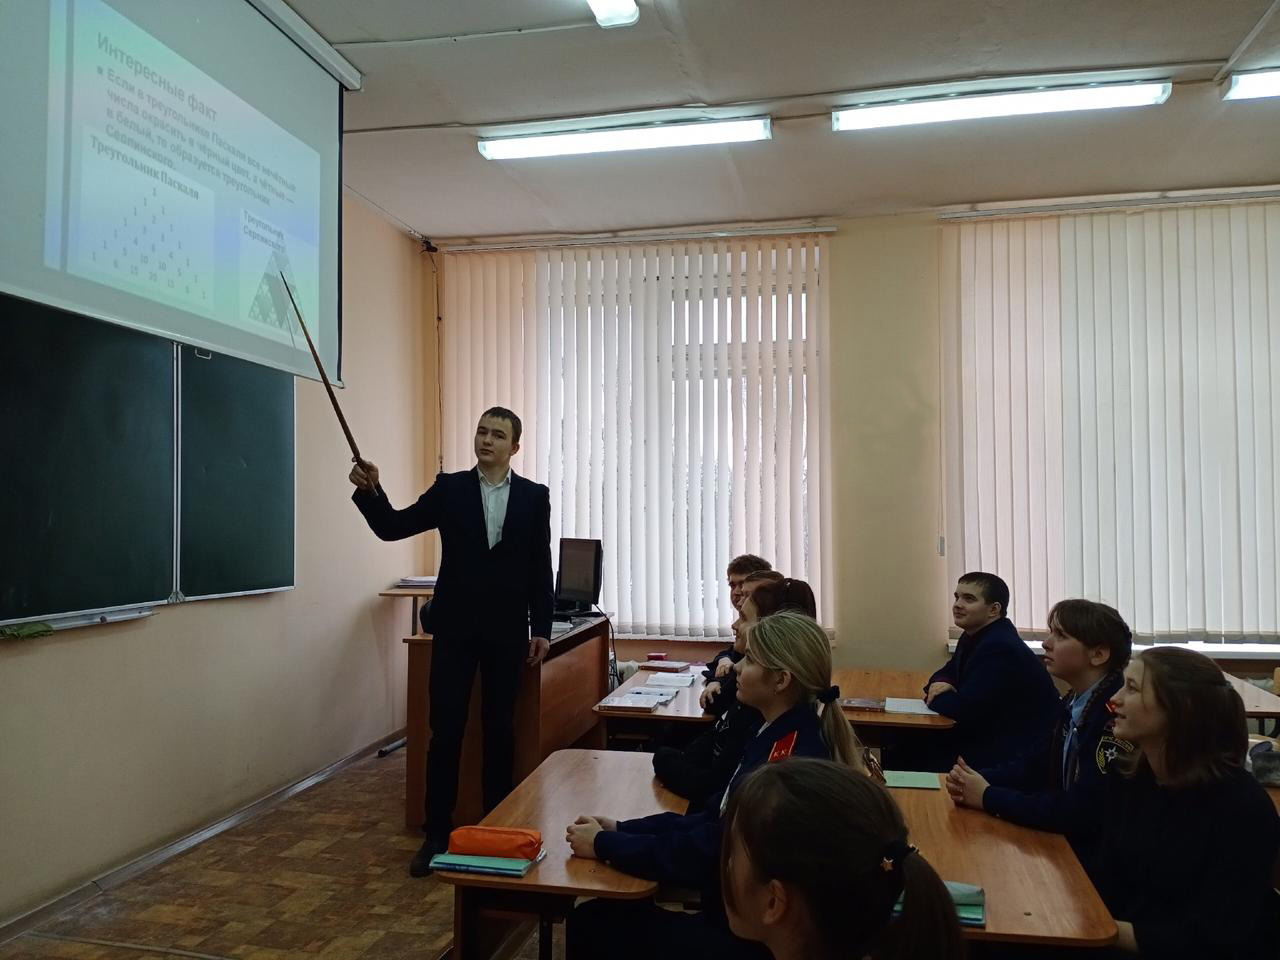 Интересные факт
Если в треугольнике Паскаля все нечётные
числа окрасить в чёрный цвет, а чётные —
в белый, то образуется треугольник
Серпинского.
Треугольник Паскаля
1
1 1
1 2 1
1 3 3 1
1 4 6 4 1
1 5 10 10 5 1
1 6 15 20 15 6 1
Треугольник
Серпинского